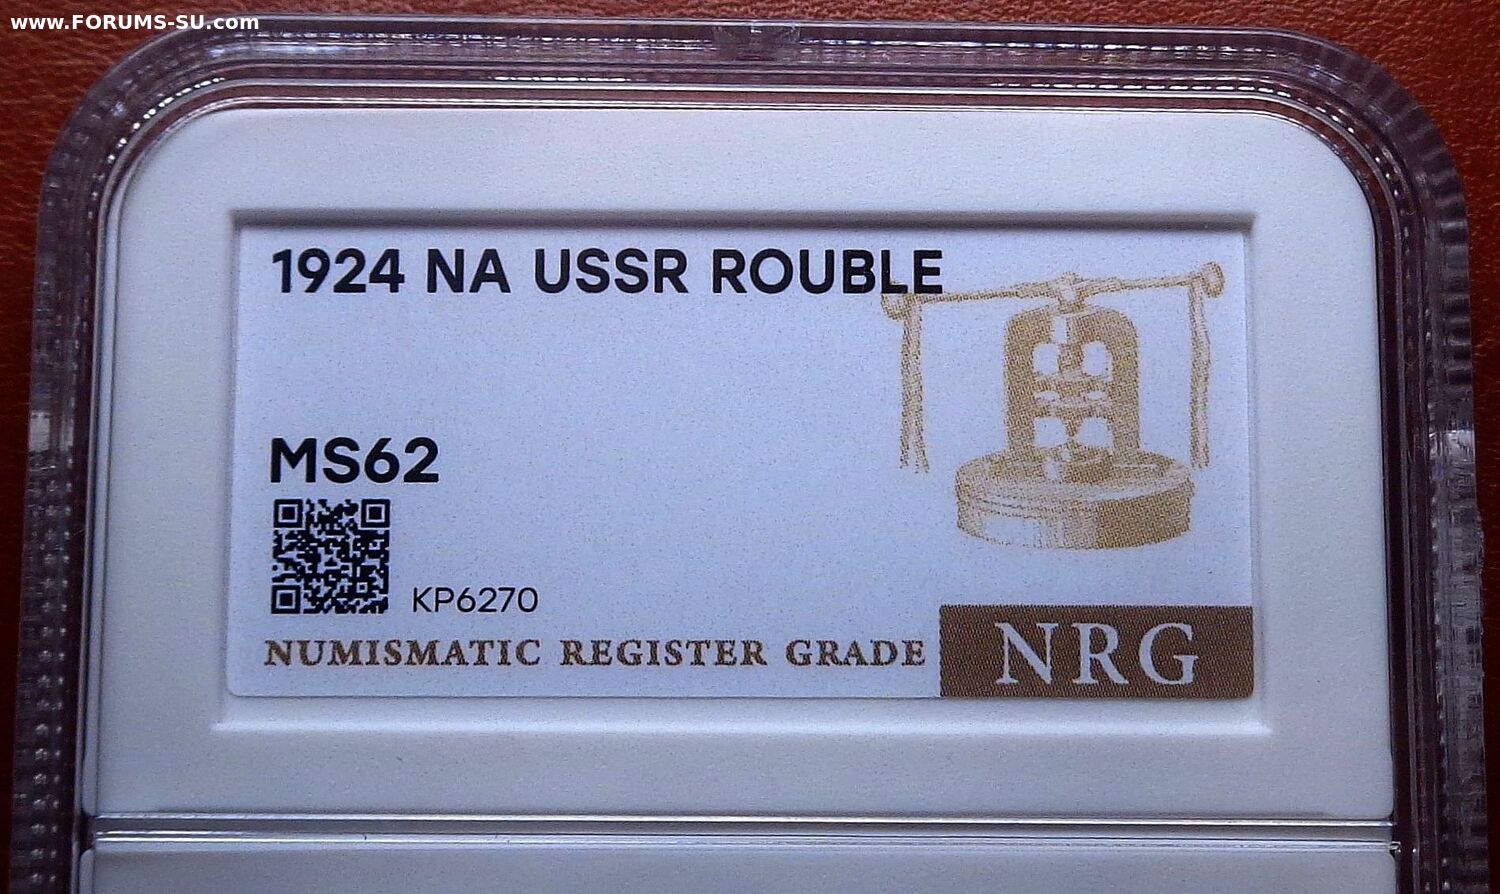 www.FORUMS-SU.com
1924 NA USSR ROUBLE
MS62
KP6270
NUMISMATIC REGISTER GRADE
NRG